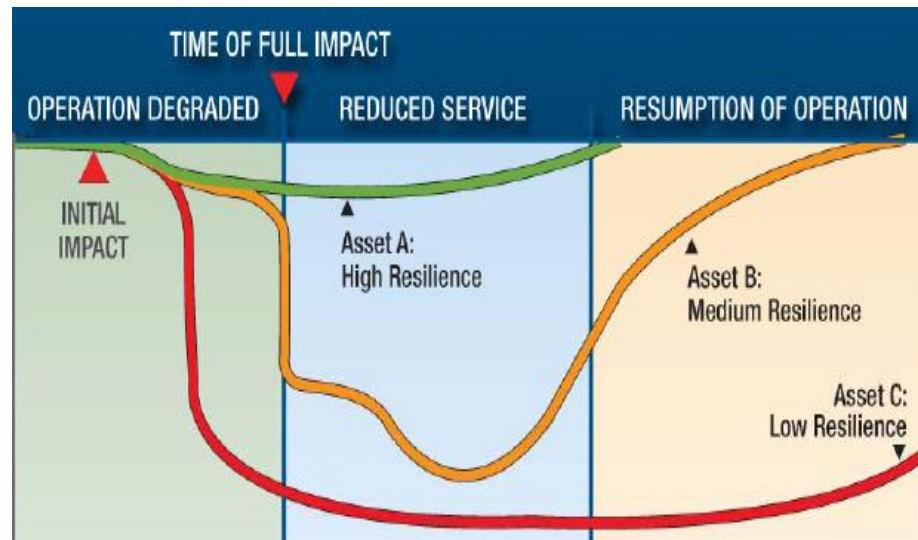 TIME OF FULL IMPACT
OPERATION DEGRADED
REDUCED SERVICE
RESUMPTION OF OPERATION
INITIAL
IMPACT
Asset A:
High Resilience
Asset B:
Medium Resilience
Asset C:
Low Resilience